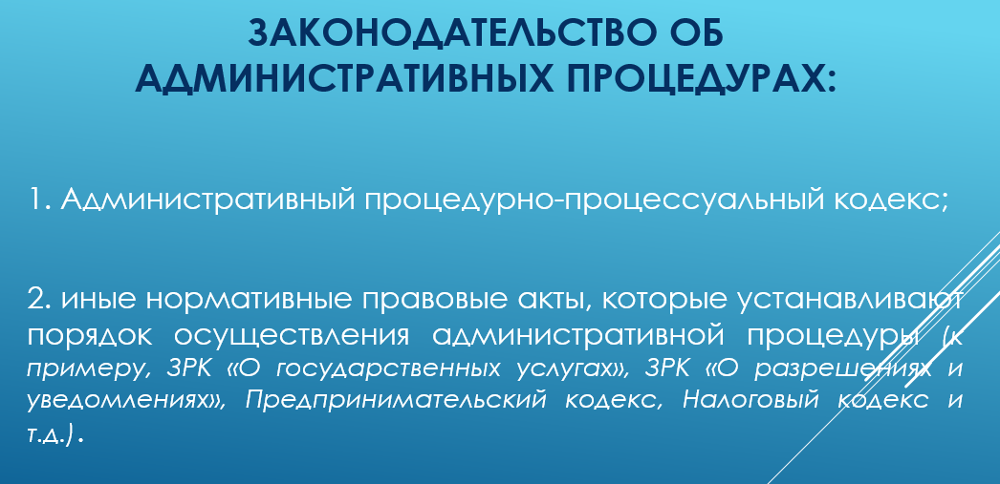 ЗАКОНОДАТЕЛЬСТВО ОБ
АДМИНИСТРАТИВНЫХ ПРОЦЕДУРАХ:
1. Административный процедурно-процессуальный кодекс;
2. иные нормативные правовые акты, которые устанавливают
порядок осуществления административной процедуры (к
примеру, ЗРК «О государственных услугах», ЗРК «О разрешениях и
уведомлениях», Предпринимательский кодекс, Налоговый кодекс и
т.д.).